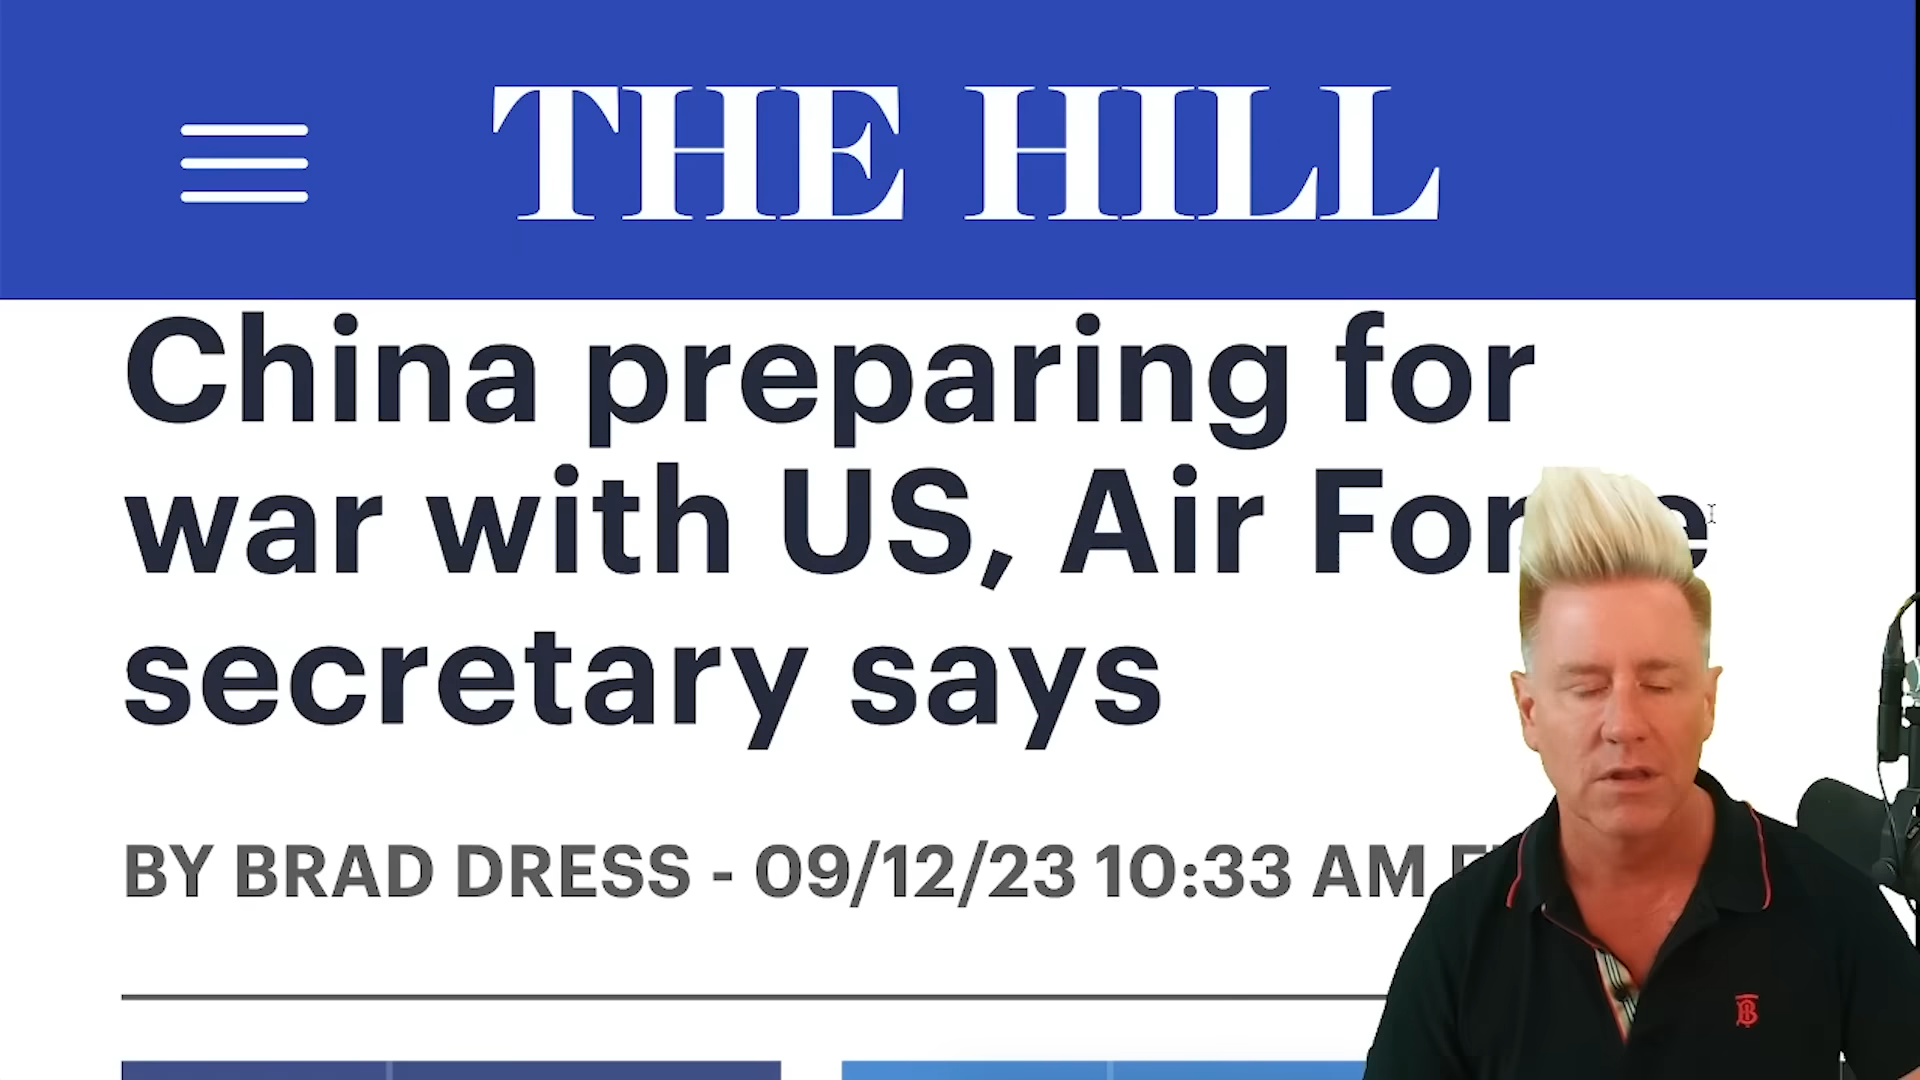 THE HILL
China preparing for
war with US, Air
secretary says
BY BRAD DRESS - 09/12/23 10:33 AM